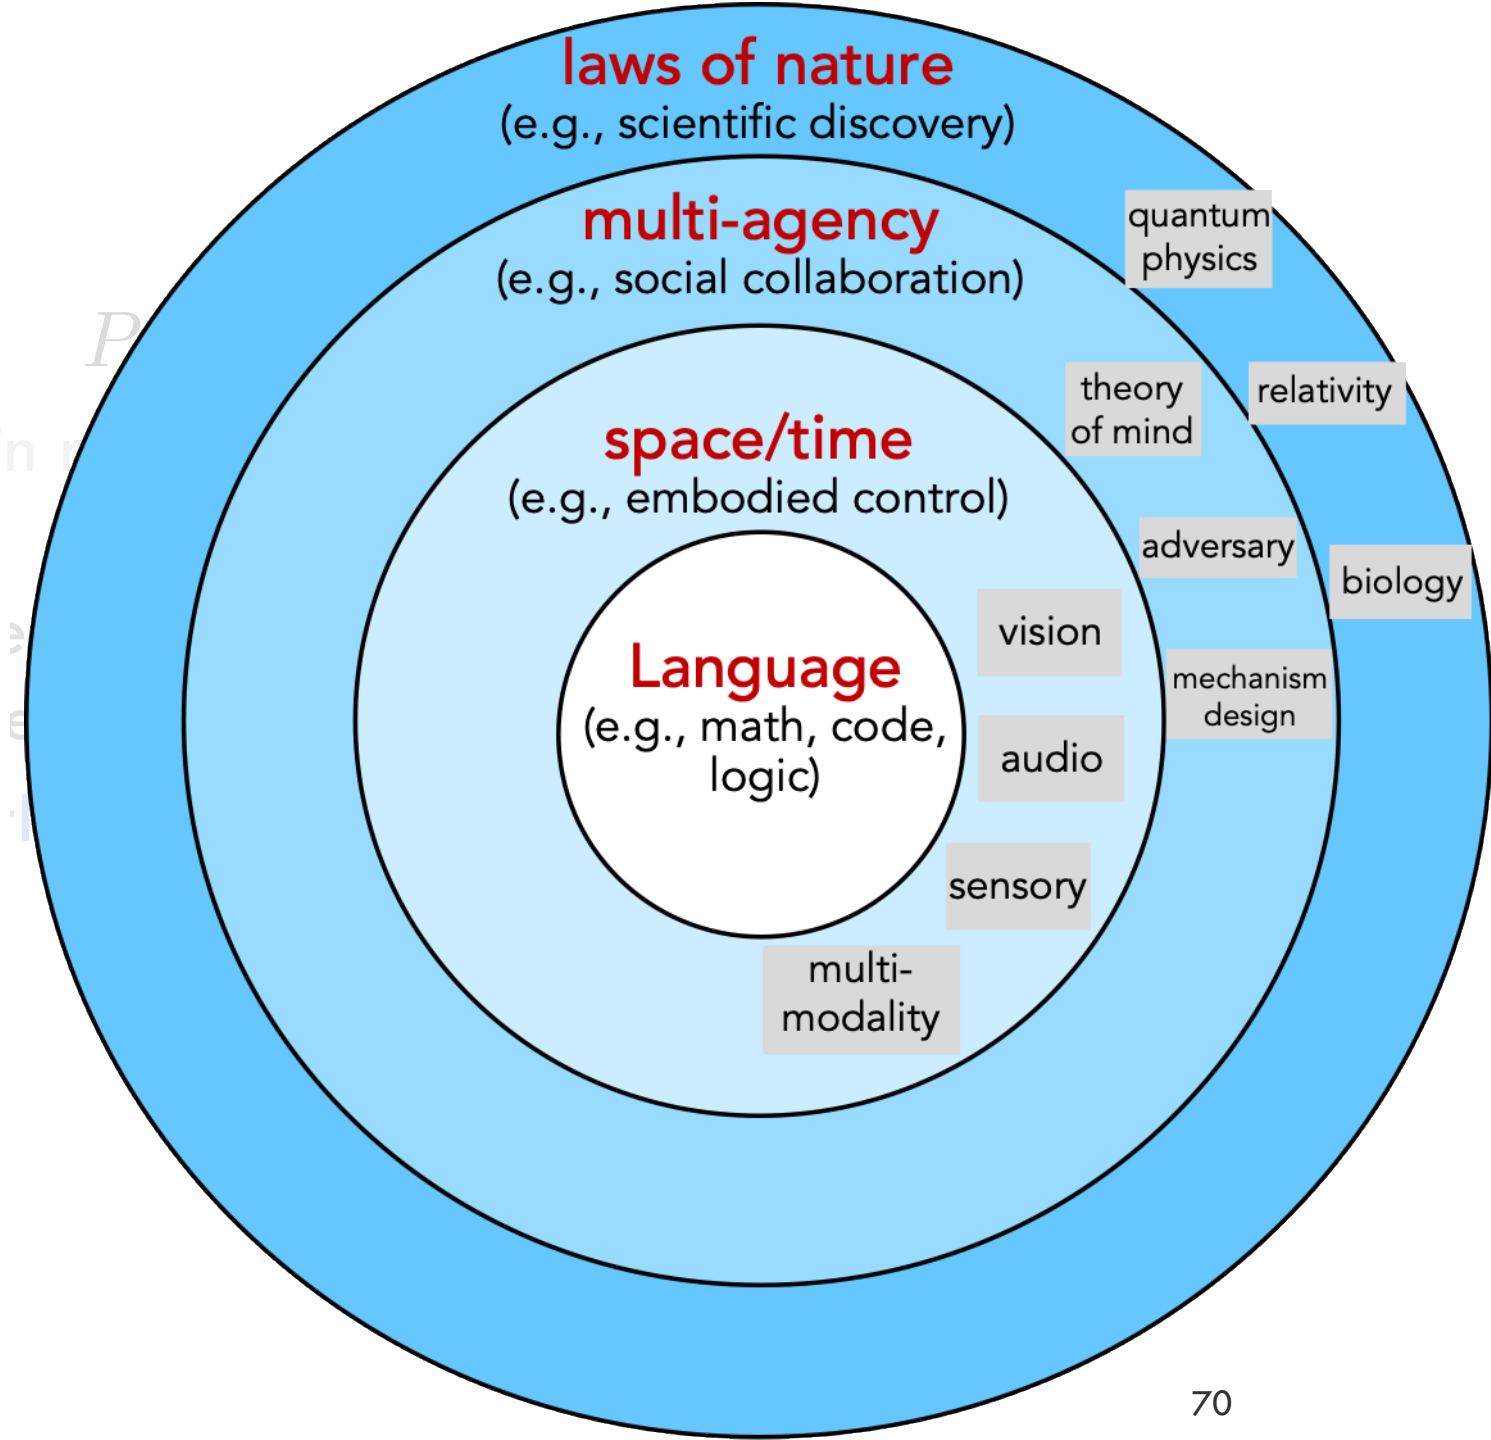 laws of nature
(e.g., scientific discovery)
multi-agency
(e.g., social collaboration)
space/time
(e.g., embodied control)
Language
(e.g., math, code,
logic)
quantum
physics
relativity
biology
theory
of mind
adversary
mechanism
design
vision
audio
sensory
multi-
modality
P
70